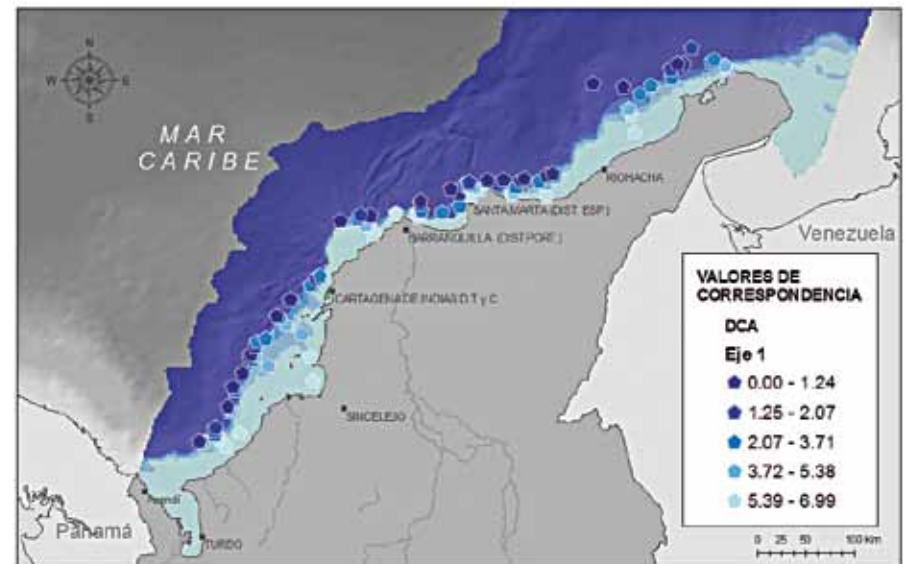 N
W
E
S
MAR
CARIBE
RIOHACHA
SANTA MARTA (DIST. ESP.)
BARRANQUILLA (DIST.PORT.)
Venezuela
CARTAGENA DE INDIAS D.T y C
SINCELEJO
Acandí
Panamá
TURBO
VALORES DE
CORRESPONDENCIA
DCA
Eje 1
0.00 - 1.24
1.25 - 2.07
2.07 - 3.71
3.72 - 5.38
5.39 - 6.99
0 25 50 100 Km